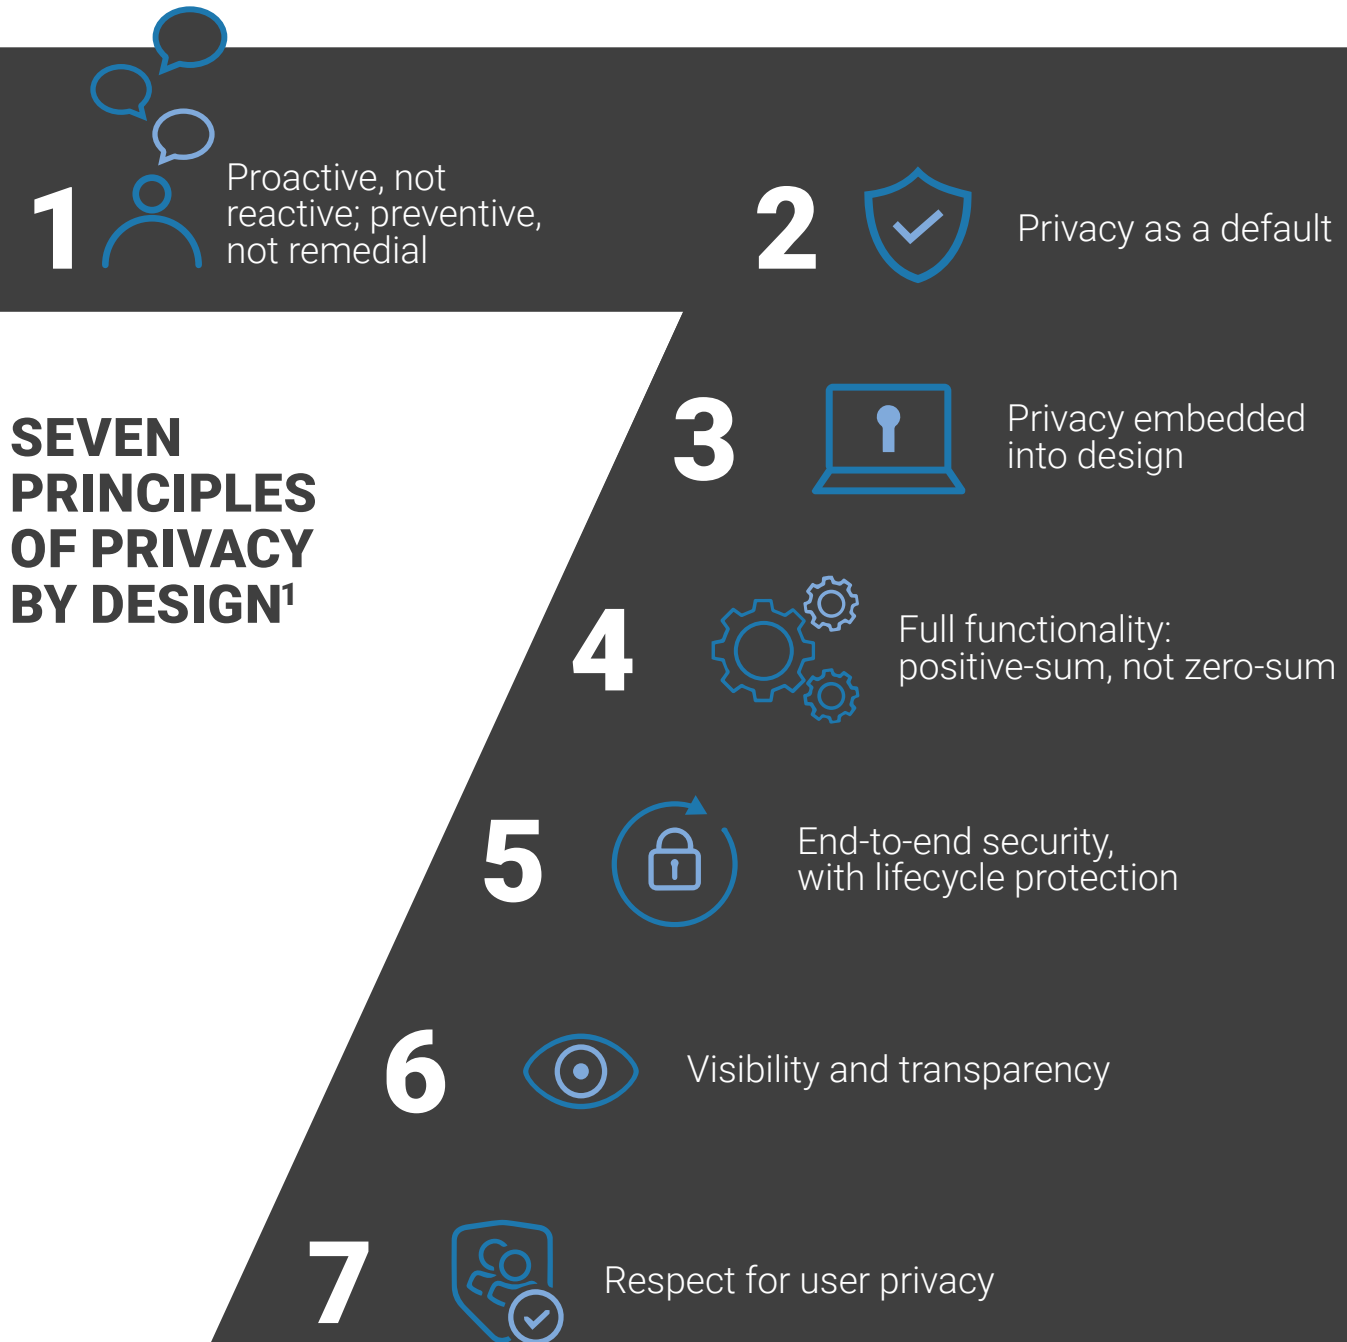 1
Proactive, not
reactive; preventive,
not remedial
2
Privacy as a default
SEVEN
PRINCIPLES
OF PRIVACY
BY DESIGN¹
3
Privacy embedded
into design
4
Full functionality:
positive-sum, not zero-sum
5
End-to-end security,
with lifecycle protection
6
Visibility and transparency
7
Respect for user privacy